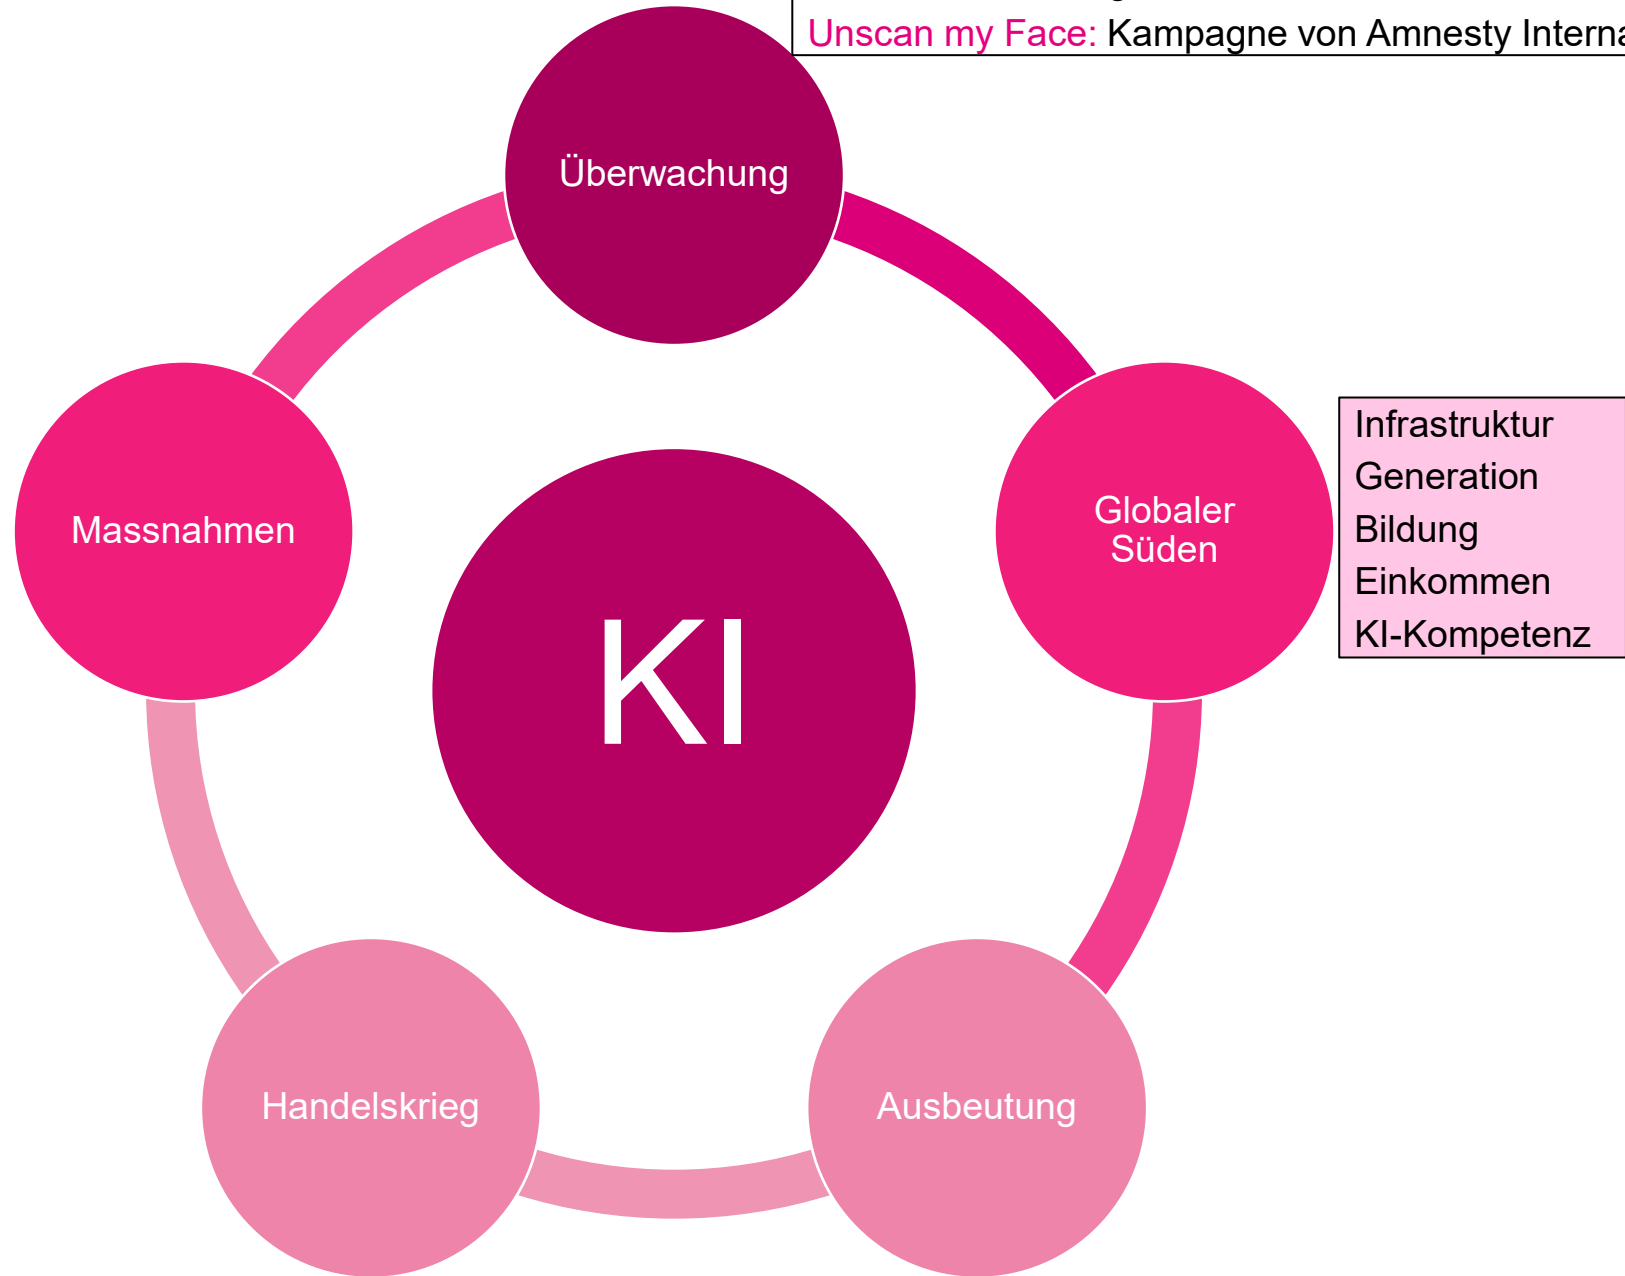 Unscan my Face: Kampagne von Amnesty
Überwachung
Massnahmen
Globaler
Süden
Infrastruktur
Generation
Bildung
Einkommen
KI-Kompetenz
KI
Handelskrieg
Ausbeutung